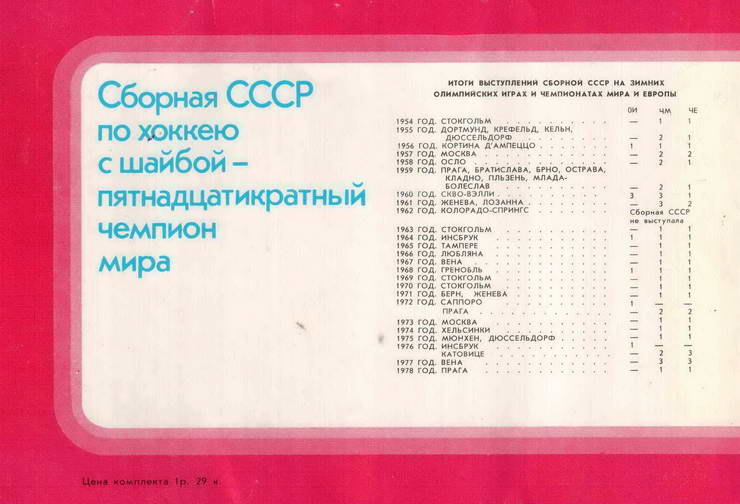 Сборная СССР
по хоккею
с шайбой –
пятнадцатикратный
чемпион
мира
ИТОГИ ВЫСТУПЛЕНИЙ СБОРНОЙ СССР НА ЗИМНИХ
ОЛИМПИЙСКИХ ИГРАХ И ЧЕМПИОНАТАХ МИРА И ЕВРОПЫ
ОИ ЧМ ЧЕ
1954 ГОД. СТОКГОЛЬМ . . . . . . . . . . . . — 1 1
1955 ГОД. ДОРТМУНД, КРЕФЕЛЬД, КЕЛЬН,
ДЮССЕЛЬДОРФ . . . . . . . . . . — 2 1
1956 ГОД. КОРТИНА Д'АМПЕЦЦО . . . . . . . . 1 1 1
1957 ГОД. МОСКВА . . . . . . . . . . . . . — 2 2
1958 ГОД. ОСЛО . . . . . . . . . . . . . . — 2 1
1959 ГОД. ПРАГА, БРАТИСЛАВА, БРНО, ОСТРАВА,
КЛАДНО, ПЛЬЗЕНЬ, МЛАДА-
БОЛЕСЛАВ . . . . . . . . . . . . — 2 1
1960 ГОД. СКВО-ВЭЛЛИ . . . . . . . . . . . 3 3 1
1961 ГОД. ЖЕНЕВА, ЛОЗАННА . . . . . . . . . — 3 2
1962 ГОД. КОЛОРАДО-СПРИНГС Сборная СССР
не выступала
1963 ГОД. СТОКГОЛЬМ . . . . . . . . . . . . — 1 1
1964 ГОД. ИНСБРУК . . . . . . . . . . . . . 1 1 1
1965 ГОД. ТАМПЕРЕ . . . . . . . . . . . . . — 1 1
1966 ГОД. ЛЮБЛЯНА . . . . . . . . . . . . . — 1 1
1967 ГОД. ВЕНА . . . . . . . . . . . . . . — 1 1
1968 ГОД. ГРЕНОБЛЬ . . . . . . . . . . . . 1 1 1
1969 ГОД. СТОКГОЛЬМ . . . . . . . . . . . . — 1 1
1970 ГОД. СТОКГОЛЬМ . . . . . . . . . . . . — 1 1
1971 ГОД. БЕРН, ЖЕНЕВА . . . . . . . . . . — 1 1
1972 ГОД. САППОРО . . . . . . . . . . . . . 1 — —
ПРАГА . . . . . . . . . . . . . — 2 2
1973 ГОД. МОСКВА . . . . . . . . . . . . . — 1 1
1974 ГОД. ХЕЛЬСИНКИ . . . . . . . . . . . . — 1 1
1975 ГОД. МЮНХЕН, ДЮССЕЛЬДОРФ . . . . . . . — 1 1
1976 ГОД. ИНСБРУК . . . . . . . . . . . . . 1 — —
КАТОВИЦЕ . . . . . . . . . . . . — 2 3
1977 ГОД. ВЕНА . . . . . . . . . . . . . . — 3 3
1978 ГОД. ПРАГА . . . . . . . . . . . . . . — 1 1
Цена комплекта 1р. 29 к.